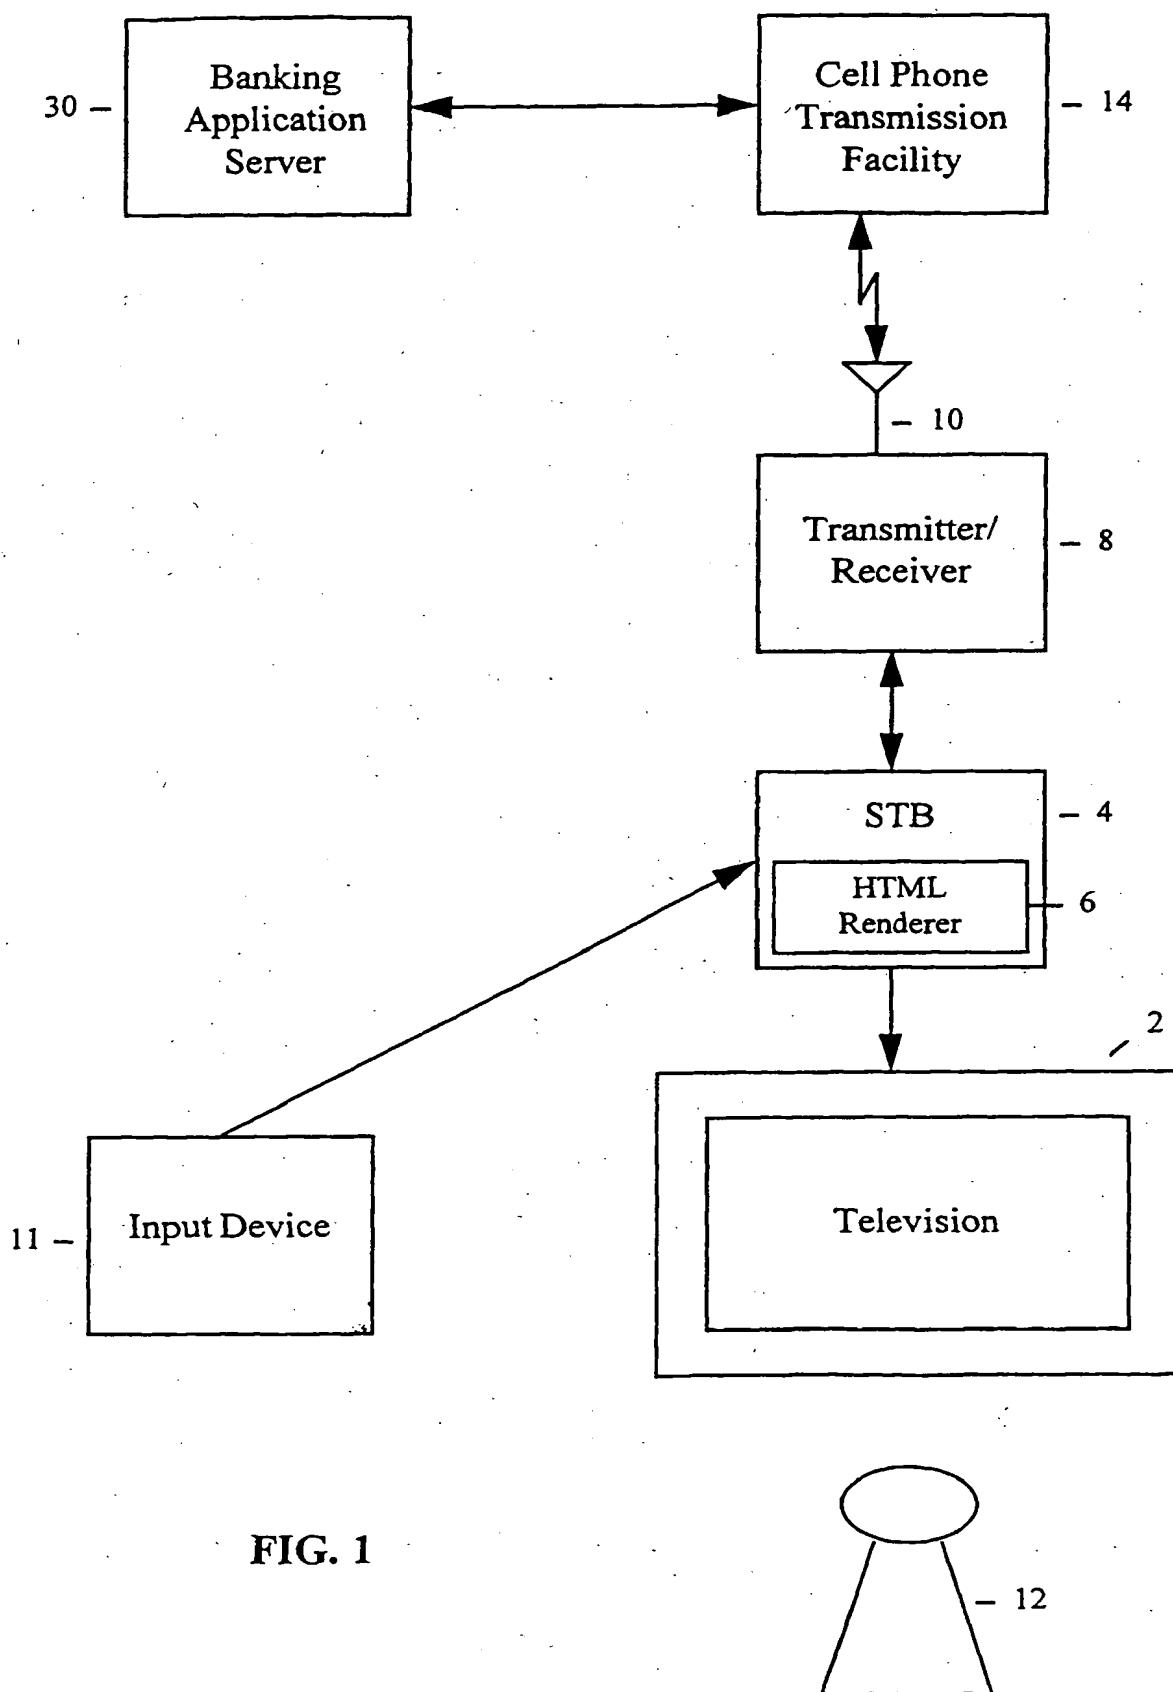 Banking
Application
Server
30
Cell Phone
Transmission
Facility
14
10
Transmitter/
Receiver
8
STB
4
HTML
Renderer
6
2
Television
Input Device
11
FIG. 1
12